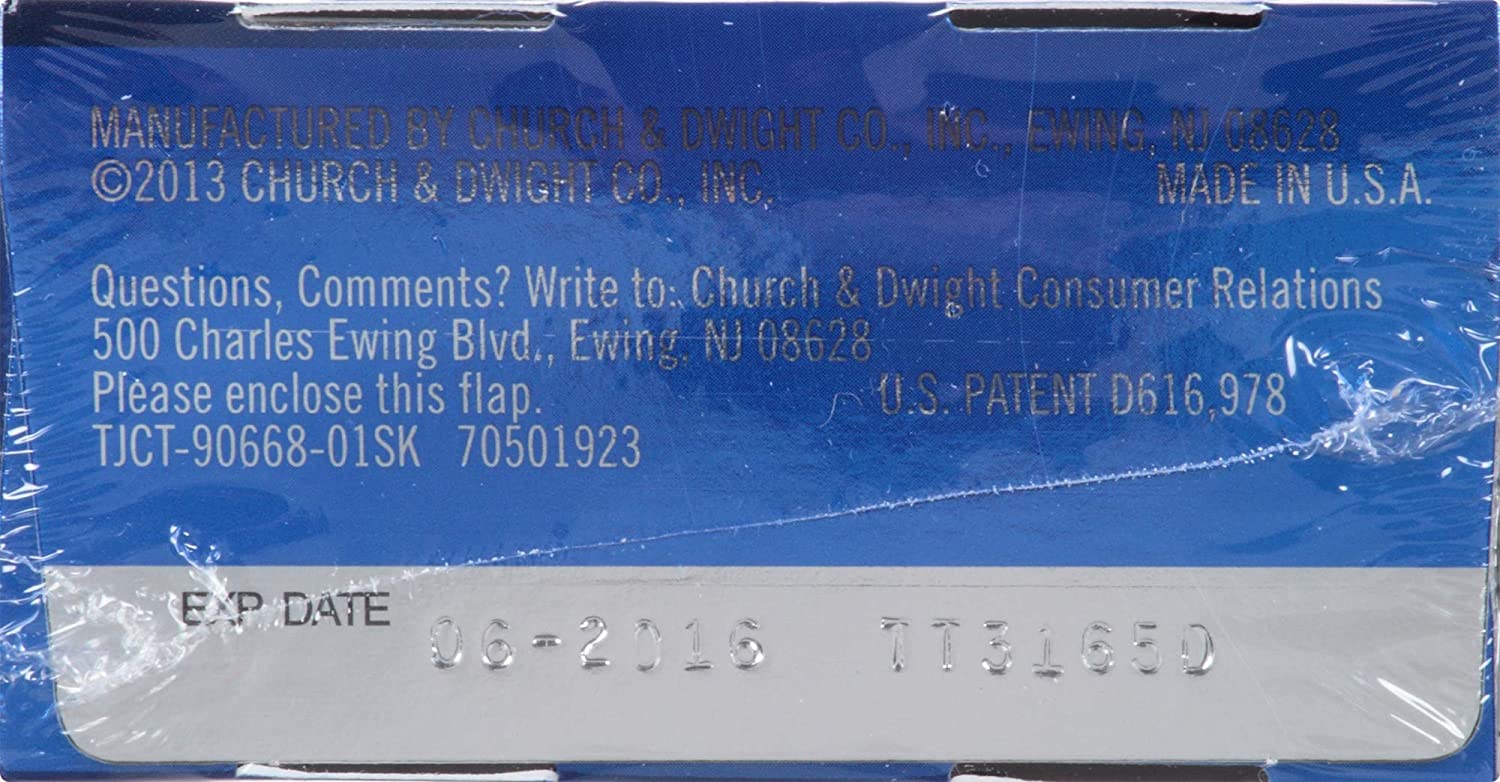 MANUFACTURED BY CHURCH & DWIGHT CO., INC., EWING, NJ 08628
©2013 CHURCH & DWIGHT CO., INC. MADE IN U.S.A.
Questions, Comments? Write to: Church & Dwight Consumer Relations
500 Charles Ewing Blvd., Ewing, NJ 08628
Please enclose this flap. U.S. PATENT D616,978
TJCT-90668-01SK 70501923
EXP DATE 06-2016 TT3165D